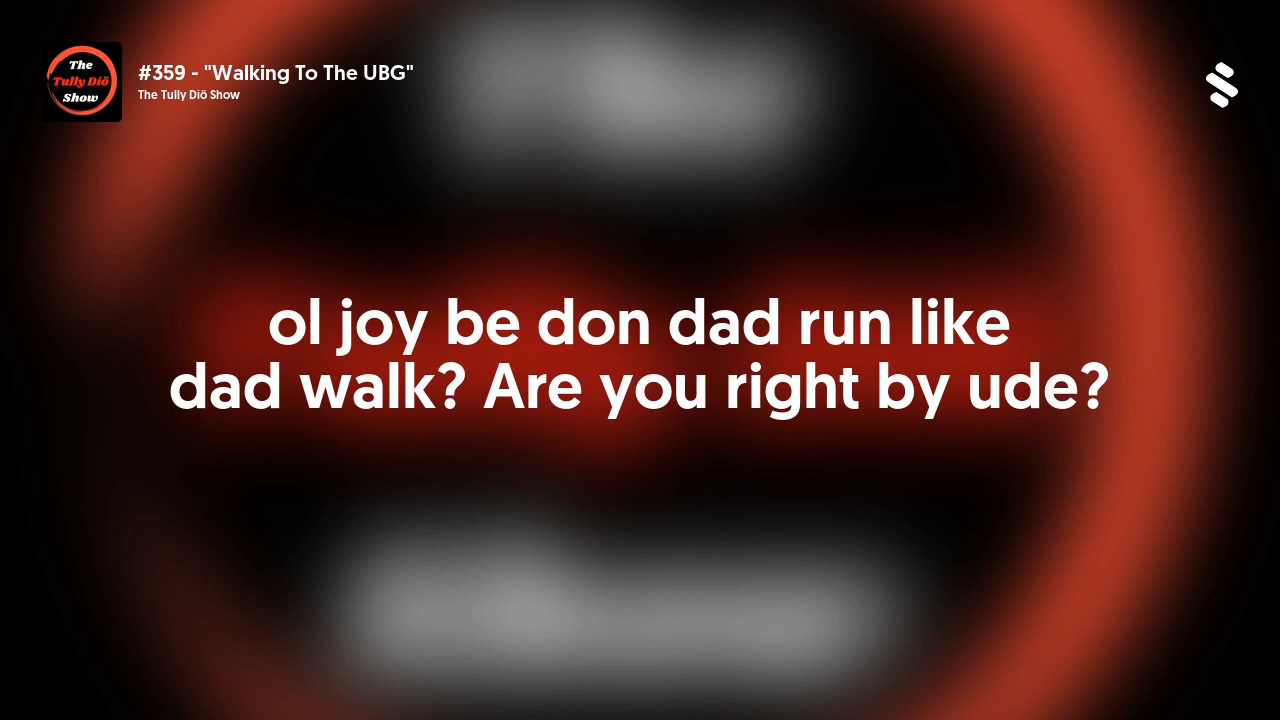 The
Tully Diö
Show
#359 - "Walking To The UBG"
The Tully Diö Show
ol joy be don dad run like
dad walk? Are you right by ude?